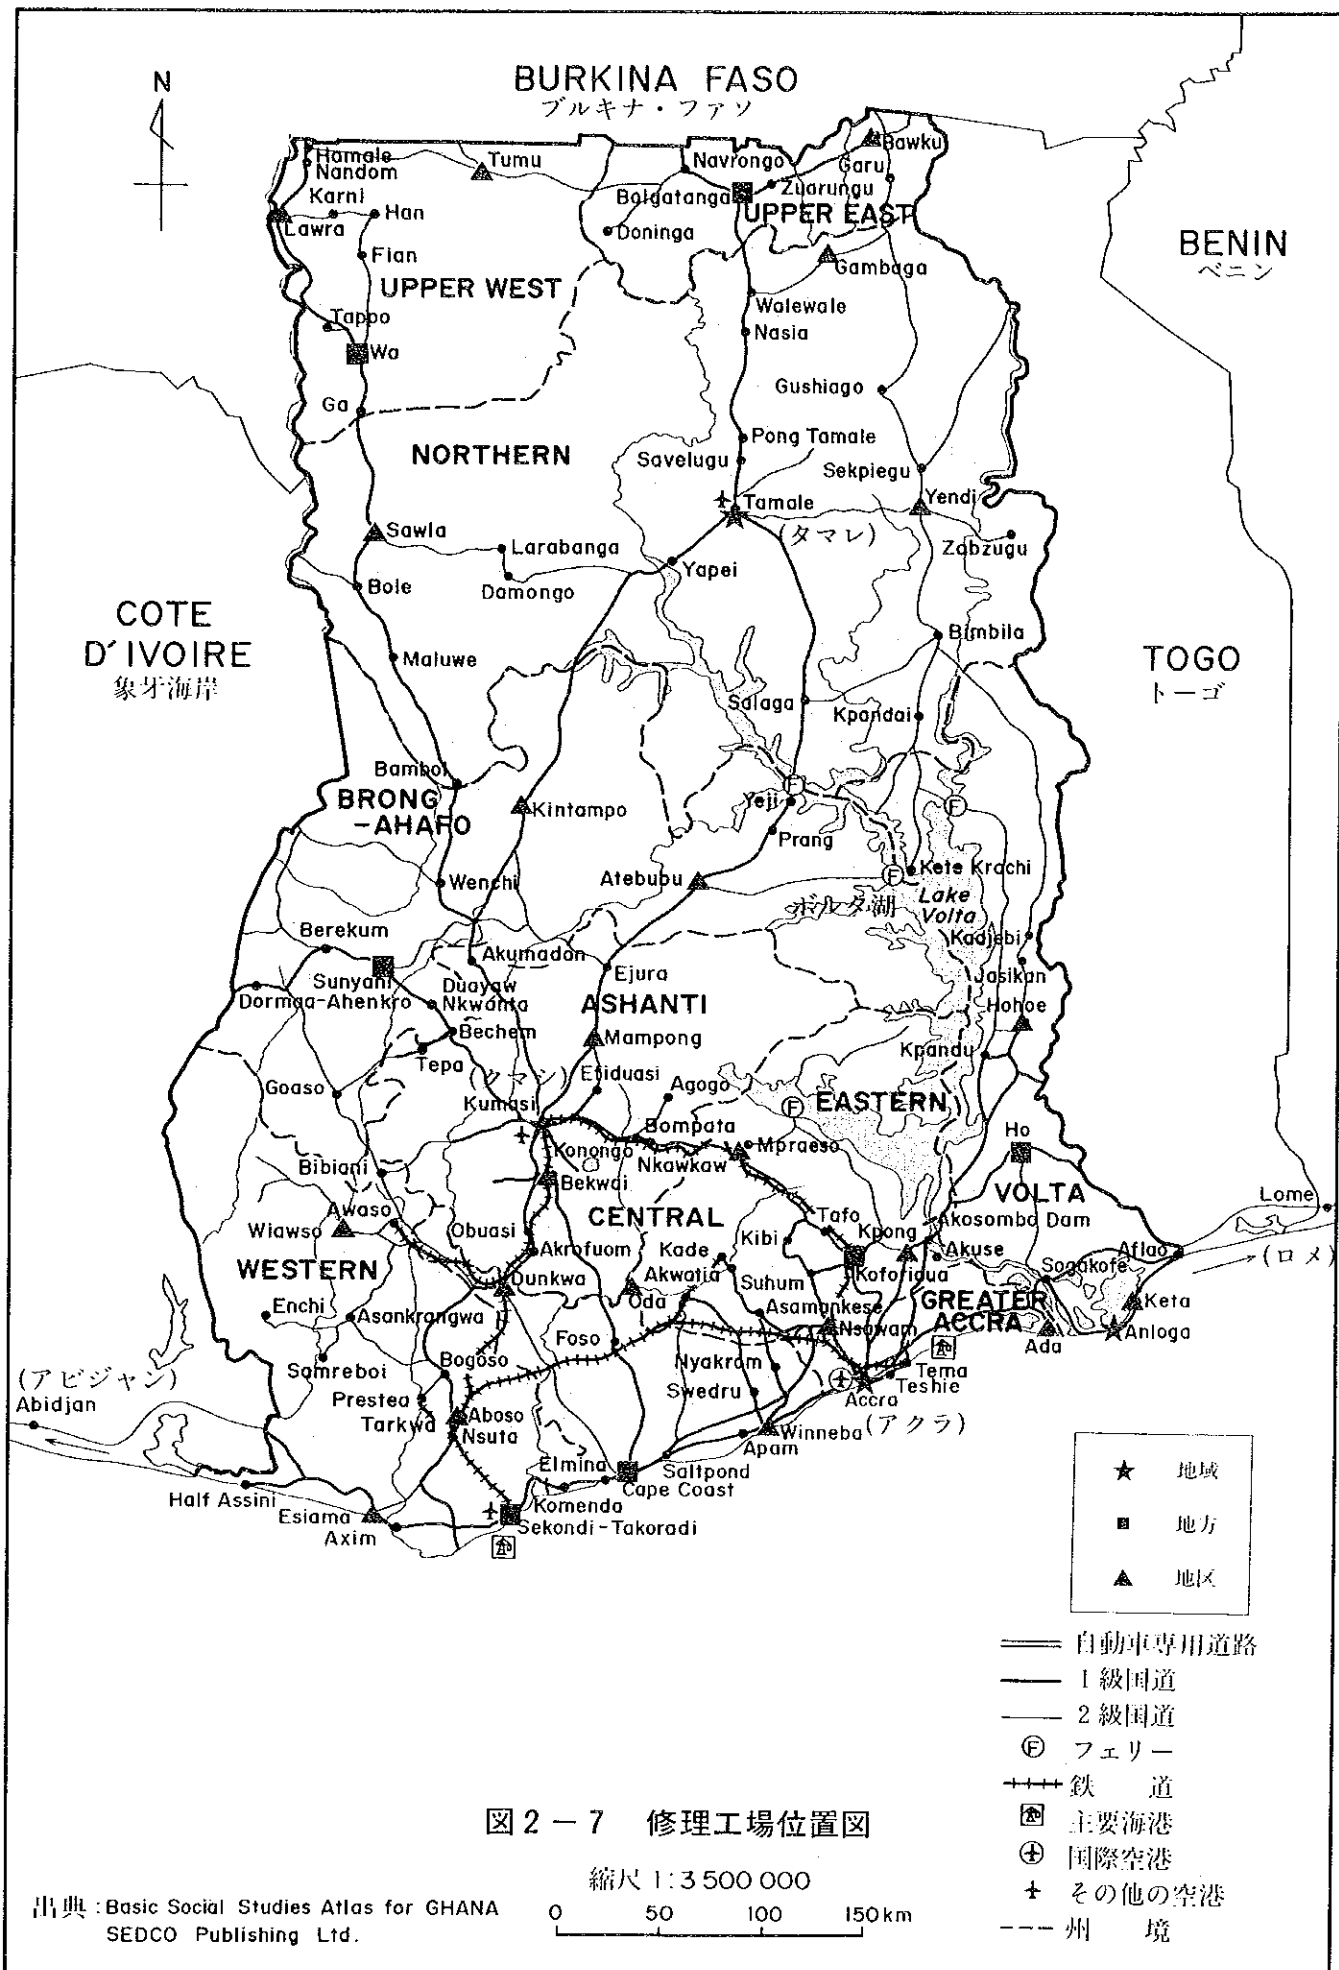 N
BURKINA FASO
ブルキナ・ファソ
Hamale
Nandom
Tumu
Navrongo
Bawku
Garu
Zuarungu
Karni
Han
Lawra
Bolgatanga
UPPER EAST
BENIN
ベニン
Doninga
Fian
Gambaga
UPPER WEST
Walewale
Tappo
Nasia
Wa
Gushiago
Ga
Pong Tamale
NORTHERN
Savelugu
Sekpiegu
Tamale
(タマレ)
Yendi
Sawla
Larabanga
Zabzugu
Yapei
Bole
Damongo
COTE
D'IVOIRE
象牙海岸
Bimbila
Maluwe
TOGO
トーゴ
Salaga
Kpandai
Bamboi
F
Yeji
F
BRONG
-AHAFO
Kintampo
Prang
Wenchi
Atebubu
F
Kete Krachi
ボルタ湖
Lake
Volta
Berekum
Kadjebi
Akumadan
Ejura
Sunyani
Jasikan
Dormaa-Ahenkro
Duayaw
Nkwanta
ASHANTI
Hohoe
Bechem
Mampong
Kpandu
Tepa
(クマシ)
Efiduasi
Goaso
Agogo
Kumasi
F
EASTERN
Bompata
Ho
Konongo
Mpraeso
Nkawkaw
Bibiani
Bekwai
VOLTA
Lome
(ロメ)
Awaso
CENTRAL
Tafo
Kpong
Akosombo Dam
Wiawso
Obuasi
Kibi
Akrofuom
Kade
Akuse
Aflao
WESTERN
Dunkwa
Akwatia
Suhum
Koforidua
Sogakofe
Oda
Enchi
Asankrangwa
Asamankese
GREATER
ACCRA
Keta
Foso
Nsawam
Ada
Anloga
Samreboi
Bogoso
Nyakrom
Tema
(アビジャン)
Abidjan
Prestea
Swedru
Teshie
Accra
(アクラ)
Tarkwa
Aboso
Nsuta
Winneba
Apam
Elmina
Saltpond
Cape Coast
Half Assini
Komenda
Esiama
Sekondi-Takoradi
Axim
地域
地方
地区
自動車専用道路
1級国道
2級国道
F フェリー
鉄 道
主要海港
国際空港
その他の空港
州 境
図2-7 修理工場位置図
縮尺 1:3 500 000
0 50 100 150km
出典:Basic Social Studies Atlas for GHANA
SEDCO Publishing Ltd.